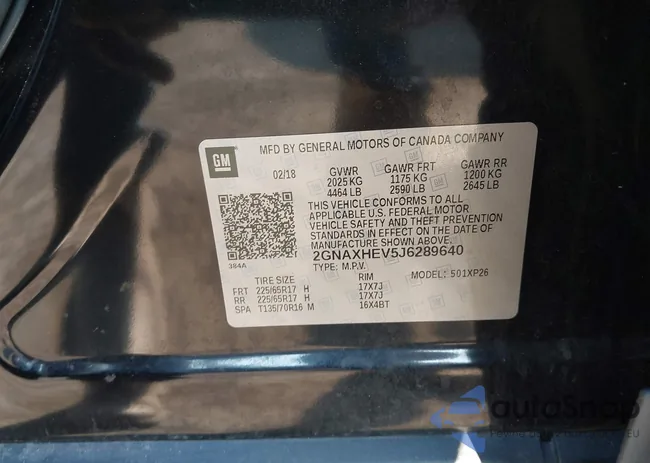 GM
MFD BY GENERAL MOTORS OF CANADA COMPANY
02/18 GVWR GAWR FRT GAWR RR
2025 KG 1175 KG 1200 KG
4464 LB 2590 LB 2645 LB
THIS VEHICLE CONFORMS TO ALL
APPLICABLE U.S. FEDERAL MOTOR
VEHICLE SAFETY AND THEFT PREVENTION
STANDARDS IN EFFECT ON THE DATE OF
MANUFACTURE SHOWN ABOVE.
2GNAXHEV5J6289640
384A TYPE: M.P.V. MODEL: 501XP26
TIRE SIZE RIM
FRT 225/65R17 H 17X7J
RR 225/65R17 H 17X7J
SPA T135/70R16 M 16X4BT
autoSnap